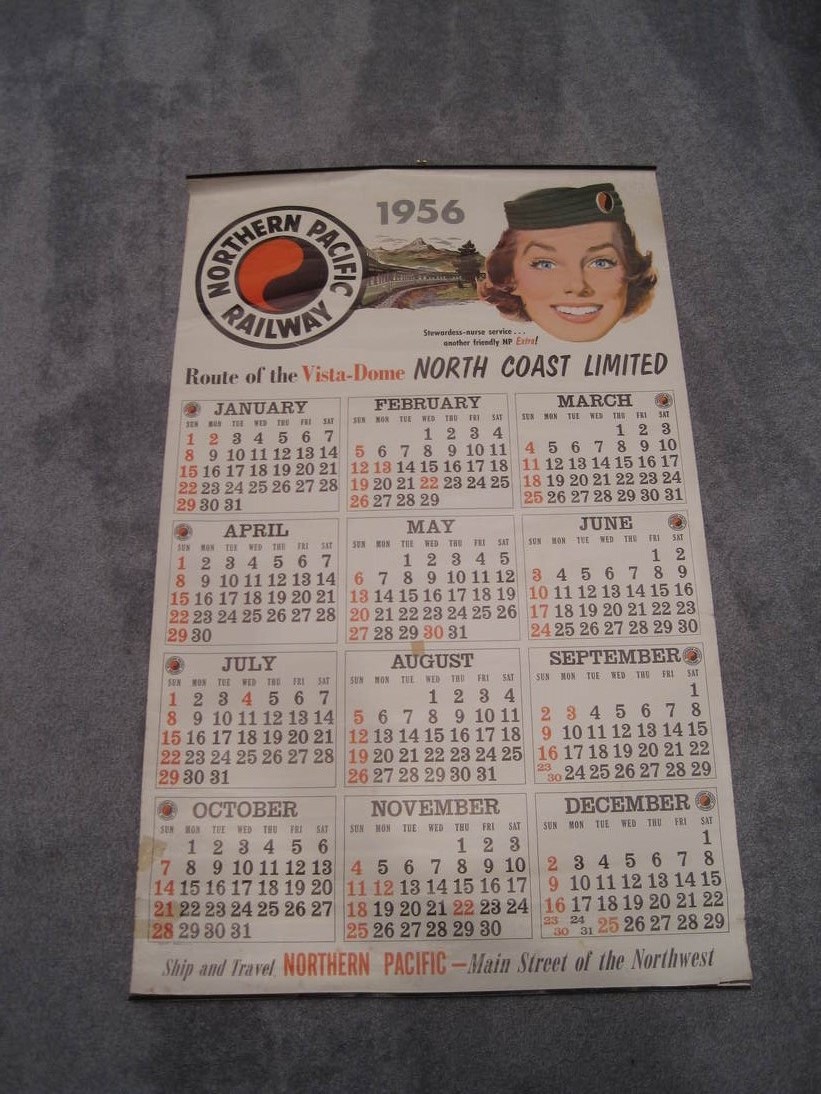 1956
NORTHERN PACIFIC
RAILWAY
Stewardess-nurse service...
another friendly NP Extra!
Route of the Vista-Dome NORTH COAST LIMITED
JANUARY
SUN MON TUE WED THU FRI SAT
1 2 3 4 5 6 7
8 9 10 11 12 13 14
15 16 17 18 19 20 21
22 23 24 25 26 27 28
29 30 31
FEBRUARY
SUN MON TUE WED THU FRI SAT
1 2 3 4
5 6 7 8 9 10 11
12 13 14 15 16 17 18
19 20 21 22 23 24 25
26 27 28 29
MARCH
SUN MON TUE WED THU FRI SAT
1 2 3
4 5 6 7 8 9 10
11 12 13 14 15 16 17
18 19 20 21 22 23 24
25 26 27 28 29 30 31
APRIL
SUN MON TUE WED THU FRI SAT
1 2 3 4 5 6 7
8 9 10 11 12 13 14
15 16 17 18 19 20 21
22 23 24 25 26 27 28
29 30
MAY
SUN MON TUE WED THU FRI SAT
1 2 3 4 5
6 7 8 9 10 11 12
13 14 15 16 17 18 19
20 21 22 23 24 25 26
27 28 29 30 31
JUNE
SUN MON TUE WED THU FRI SAT
1 2
3 4 5 6 7 8 9
10 11 12 13 14 15 16
17 18 19 20 21 22 23
24 25 26 27 28 29 30
JULY
SUN MON TUE WED THU FRI SAT
1 2 3 4 5 6 7
8 9 10 11 12 13 14
15 16 17 18 19 20 21
22 23 24 25 26 27 28
29 30 31
AUGUST
SUN MON TUE WED THU FRI SAT
1 2 3 4
5 6 7 8 9 10 11
12 13 14 15 16 17 18
19 20 21 22 23 24 25
26 27 28 29 30 31
SEPTEMBER
SUN MON TUE WED THU FRI SAT
1
2 3 4 5 6 7 8
9 10 11 12 13 14 15
16 17 18 19 20 21 22
23 30 24 25 26 27 28 29
OCTOBER
SUN MON TUE WED THU FRI SAT
1 2 3 4 5 6
7 8 9 10 11 12 13
14 15 16 17 18 19 20
21 22 23 24 25 26 27
28 29 30 31
NOVEMBER
SUN MON TUE WED THU FRI SAT
1 2 3
4 5 6 7 8 9 10
11 12 13 14 15 16 17
18 19 20 21 22 23 24
25 26 27 28 29 30
DECEMBER
SUN MON TUE WED THU FRI SAT
1
2 3 4 5 6 7 8
9 10 11 12 13 14 15
16 17 18 19 20 21 22
23 30 24 31 25 26 27 28 29
Ship and Travel NORTHERN PACIFIC — Main Street of the Northwest